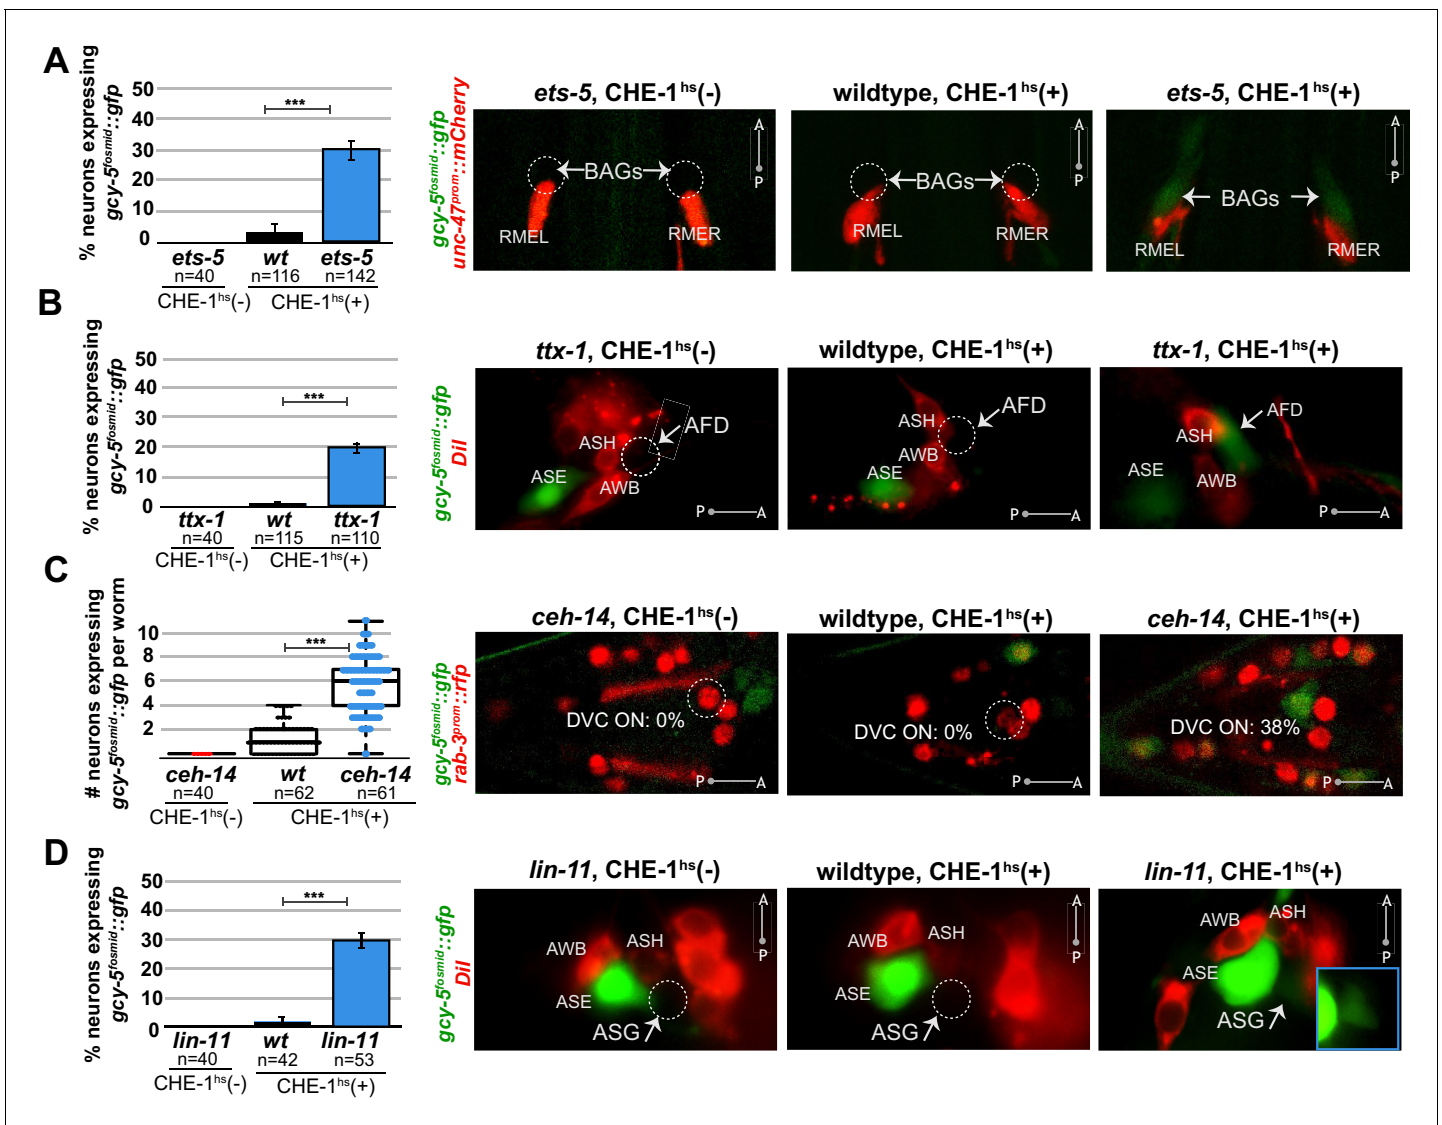 A
% neurons expressing
gcy-5fosmid::gfp
50
40
30
20
10
0
***
ets-5 wt ets-5
n=40 n=116 n=142
CHE-1hs(-) CHE-1hs(+)
gcy-5fosmid::gfp
unc-47prom::mCherry
ets-5, CHE-1hs(-)
BAGs
RMEL RMER
wildtype, CHE-1hs(+)
A
P
BAGs
RMEL RMER
A
P
ets-5, CHE-1hs(+)
BAGs
RMEL RMER
A
P
B
% neurons expressing
gcy-5fosmid::gfp
50
40
30
20
10
0
***
ttx-1 wt ttx-1
n=40 n=115 n=110
CHE-1hs(-) CHE-1hs(+)
gcy-5fosmid::gfp
DiI
ttx-1, CHE-1hs(-)
AFD
ASH
ASE
AWB
P A
wildtype, CHE-1hs(+)
AFD
ASH
AWB
ASE
P A
ttx-1, CHE-1hs(+)
AFD
ASH
ASE
AWB
P A
C
# neurons expressing
gcy-5fosmid::gfp per worm
10
8
6
4
2
***
ceh-14 wt ceh-14
n=40 n=62 n=61
CHE-1hs(-) CHE-1hs(+)
gcy-5fosmid::gfp
rab-3prom::rfp
ceh-14, CHE-1hs(-)
DVC ON: 0%
P A
wildtype, CHE-1hs(+)
DVC ON: 0%
P A
ceh-14, CHE-1hs(+)
DVC ON: 38%
P A
D
% neurons expressing
gcy-5fosmid::gfp
50
40
30
20
10
0
***
lin-11 wt lin-11
n=40 n=42 n=53
CHE-1hs(-) CHE-1hs(+)
gcy-5fosmid::gfp
DiI
lin-11, CHE-1hs(-)
A
P
AWB ASH
ASE
ASG
wildtype, CHE-1hs(+)
A
P
AWB ASH
ASE
ASG
lin-11, CHE-1hs(+)
A
P
AWB ASH
ASE
ASG